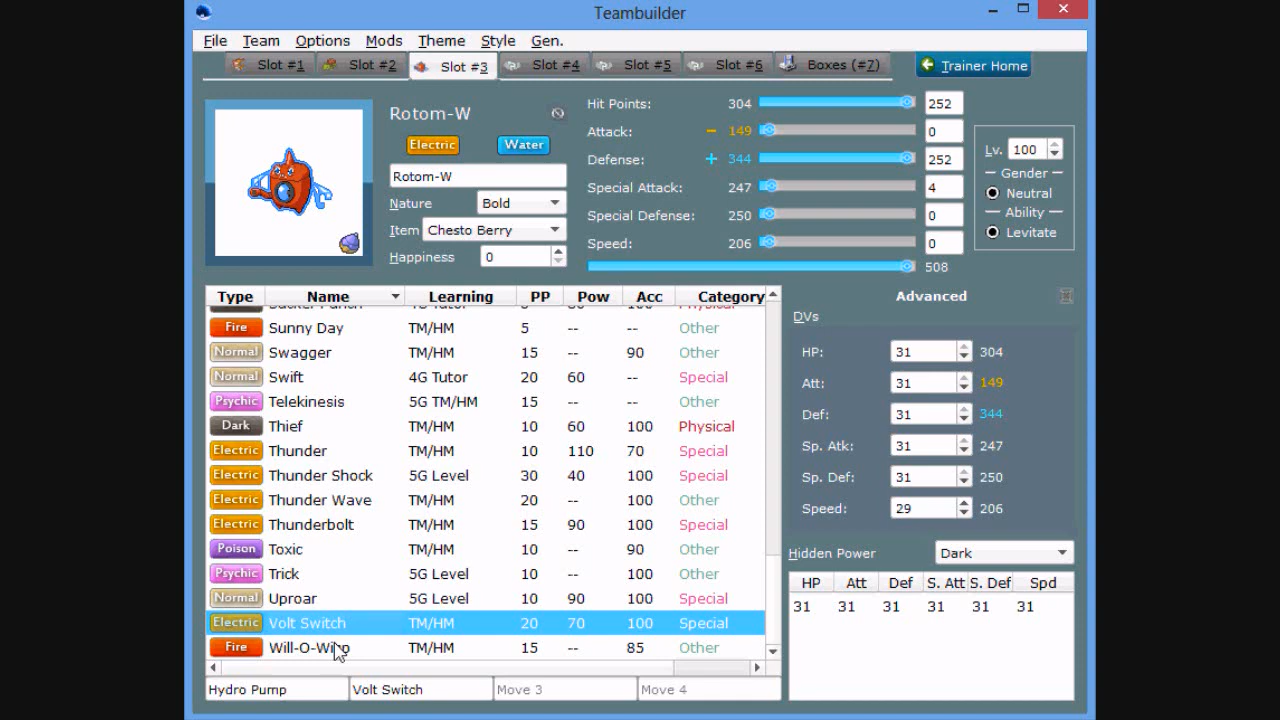 Teambuilder
File Team Options Mods Theme Style Gen.
Slot #1 Slot #2 Slot #3 Slot #4 Slot #5 Slot #6 Boxes (#7) Trainer Home
Rotom-W
Electric Water
Rotom-W
Nature Bold
Item Chesto Berry
Happiness 0
Hit Points: 304 252
Attack: − 149 0
Defense: + 344 252
Special Attack: 247 4
Special Defense: 250 0
Speed: 206 0
508
Lv. 100
Gender
Neutral
Ability
Levitate
Type Name Learning PP Pow Acc Category
Fire Sunny Day TM/HM 5 -- -- Other
Normal Swagger TM/HM 15 -- 90 Other
Normal Swift 4G Tutor 20 60 -- Special
Psychic Telekinesis 5G TM/HM 15 -- -- Other
Dark Thief TM/HM 10 60 100 Physical
Electric Thunder TM/HM 10 110 70 Special
Electric Thunder Shock 5G Level 30 40 100 Special
Electric Thunder Wave TM/HM 20 -- 100 Other
Electric Thunderbolt TM/HM 15 90 100 Special
Poison Toxic TM/HM 10 -- 90 Other
Psychic Trick 5G Level 10 -- 100 Other
Normal Uproar 5G Level 10 90 100 Special
Electric Volt Switch TM/HM 20 70 100 Special
Fire Will-O-Wisp TM/HM 15 -- 85 Other
Hydro Pump Volt Switch Move 3 Move 4
Advanced
DVs
HP: 31 304
Att: 31 149
Def: 31 344
Sp. Atk: 31 247
Sp. Def: 31 250
Speed: 29 206
Hidden Power Dark
HP Att Def S. Att S. Def Spd
31 31 31 31 31 31